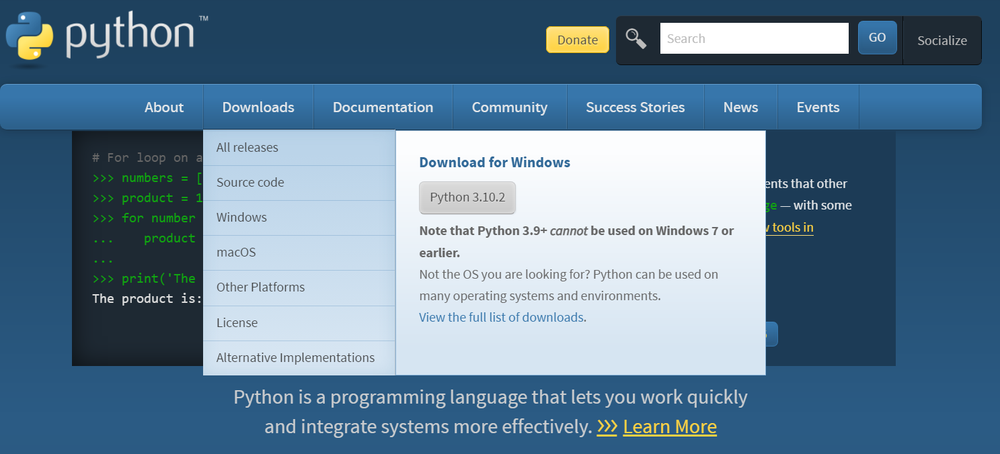 python™
Donate
Search
GO
Socialize
About
Downloads
Documentation
Community
Success Stories
News
Events
# For loop on a
>>> numbers = [
>>> product = 1
>>> for number
... product
...
>>> print('The
The product is:
All releases
Source code
Windows
macOS
Other Platforms
License
Alternative Implementations
Download for Windows
Python 3.10.2
Note that Python 3.9+ cannot be used on Windows 7 or
earlier.
Not the OS you are looking for? Python can be used on
many operating systems and environments.
View the full list of downloads.
ents that other
— with some
tools in
Python is a programming language that lets you work quickly
and integrate systems more effectively. >>> Learn More